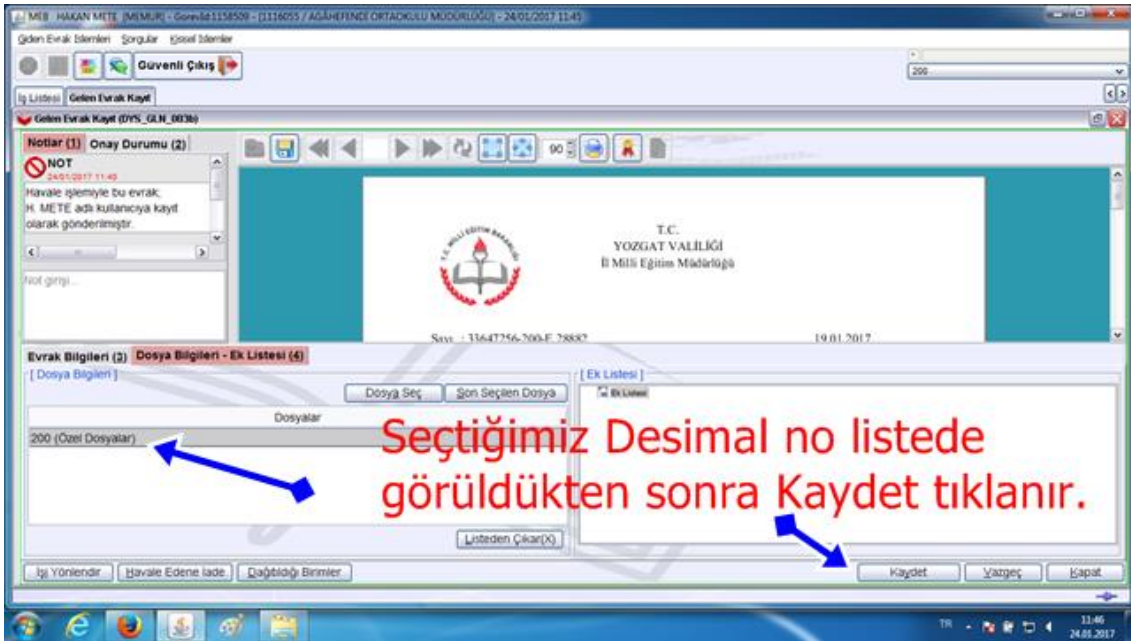 MEB HAKAN METE (MEMUR) - GorevId:1158509 - [1116055 / AGÂHEFENDİ ORTAOKULU MÜDÜRLÜĞÜ] - 24/01/2017 11:45
Giden Evrak İşlemleri Sorgular Kişisel İşlemler
Güvenli Çıkış
200
İş Listesi Gelen Evrak Kayıt
Gelen Evrak Kayıt (DYS_GLN_003b)
Notlar (1) Onay Durumu (2)
90
NOT
24/01/2017 11:40
Havale işlemiyle bu evrak,
H. METE adlı kullanıcıya kayıt
olarak gönderilmiştir.
Not girişi...
T.C.
YOZGAT VALİLİĞİ
İl Milli Eğitim Müdürlüğü
Sayı : 33647256-200-E.28882 19.01.2017
Evrak Bilgileri (3) Dosya Bilgileri - Ek Listesi (4)
[ Dosya Bilgileri ] [ Ek Listesi ]
Dosya Seç Son Seçilen Dosya Ek Listesi
Dosyalar
200 (Özel Dosyalar)
Seçtiğimiz Desimal no listede
görüldükten sonra Kaydet tıklanır.
Listeden Çıkar(X)
İşi Yönlendir Havale Edene İade Dağıtıldığı Birimler Kaydet Vazgeç Kapat
TR 11:46
24.01.2017